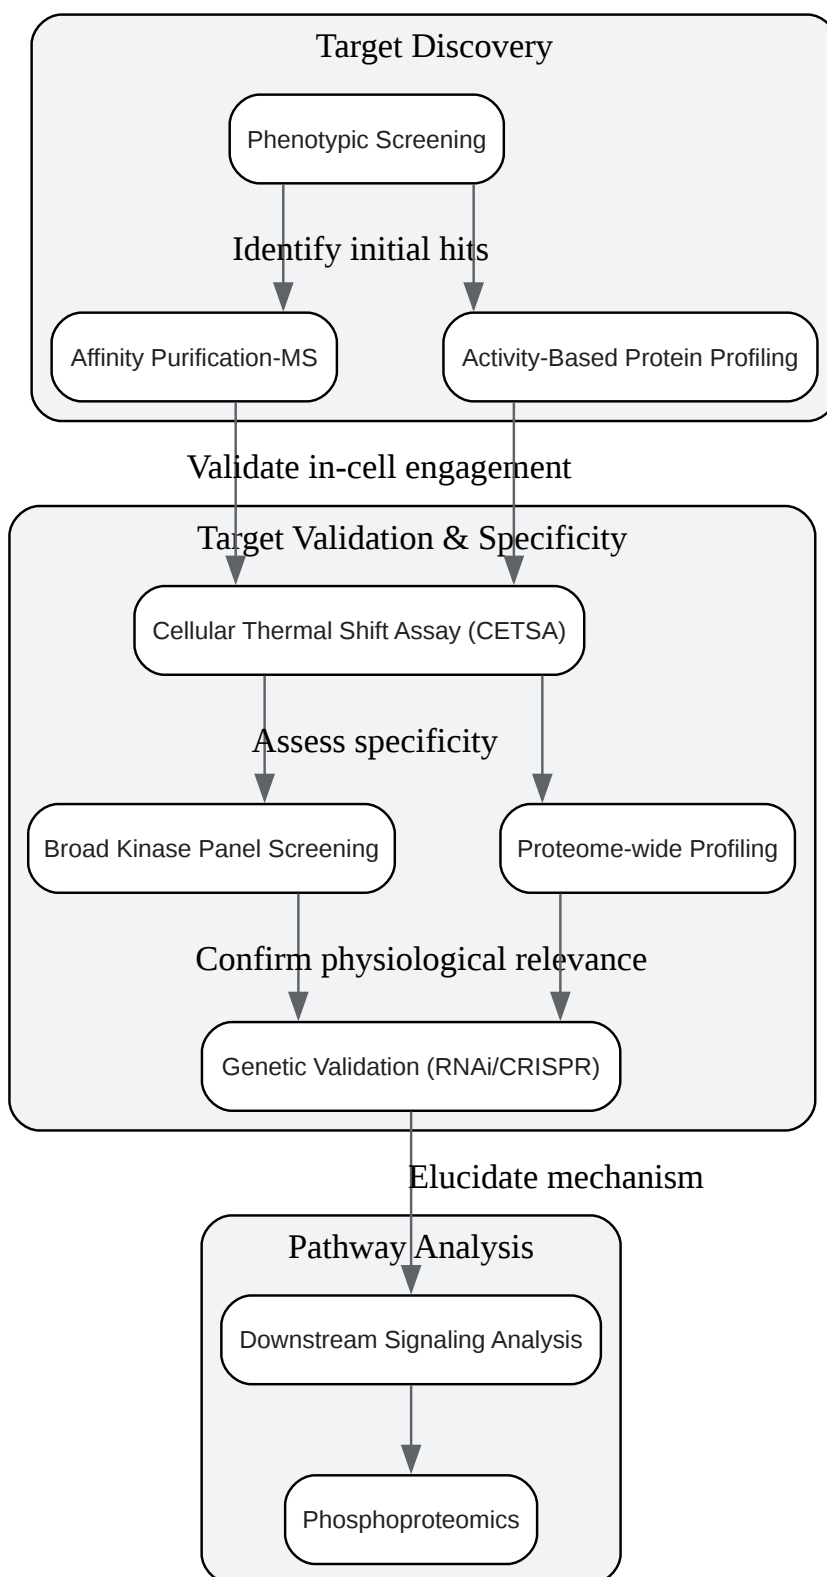 Target Discovery
Phenotypic Screening
Identify initial hits
Affinity Purification-MS
Activity-Based Protein Profiling
Validate in-cell engagement
Target Validation & Specificity
Cellular Thermal Shift Assay (CETSA)
Assess specificity
Broad Kinase Panel Screening
Proteome-wide Profiling
Confirm physiological relevance
Genetic Validation (RNAi/CRISPR)
Elucidate mechanism
Pathway Analysis
Downstream Signaling Analysis
Phosphoproteomics